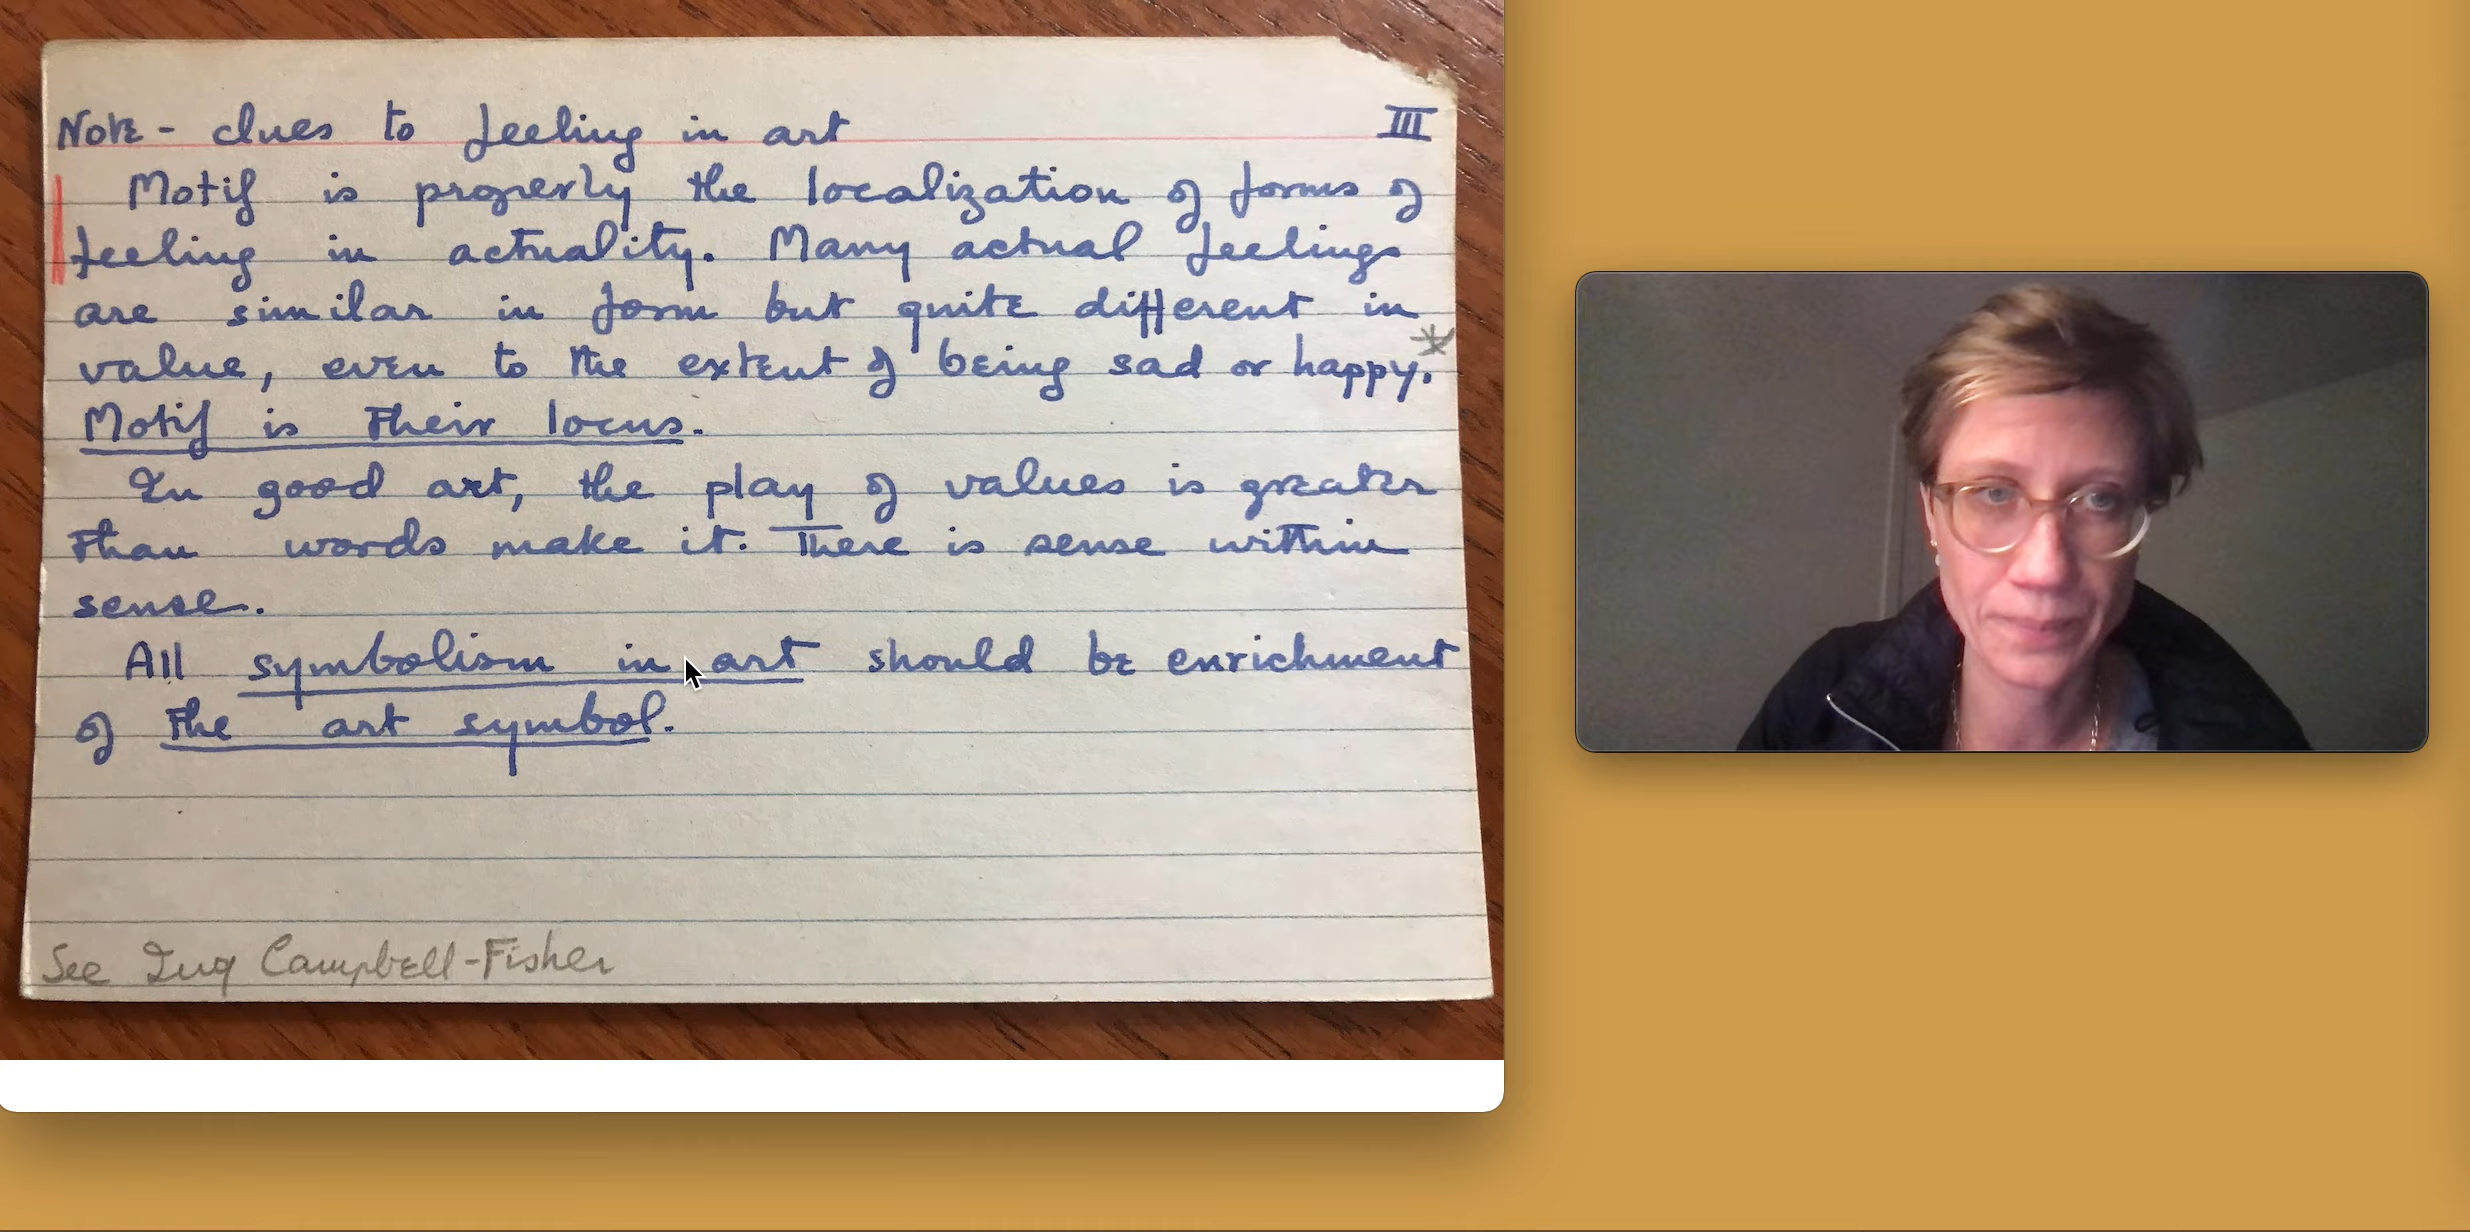 Note - clues to feeling in art III
Motif is properly the localization of forms of
feeling in actuality. Many actual feelings
are similar in form but quite different in
value, even to the extent of being sad or happy.*
Motif is their locus.
In good art, the play of values is greater
than words make it. There is sense within
sense.
All symbolism in art should be enrichment
of the art symbol.
See Ivy Campbell-Fisher